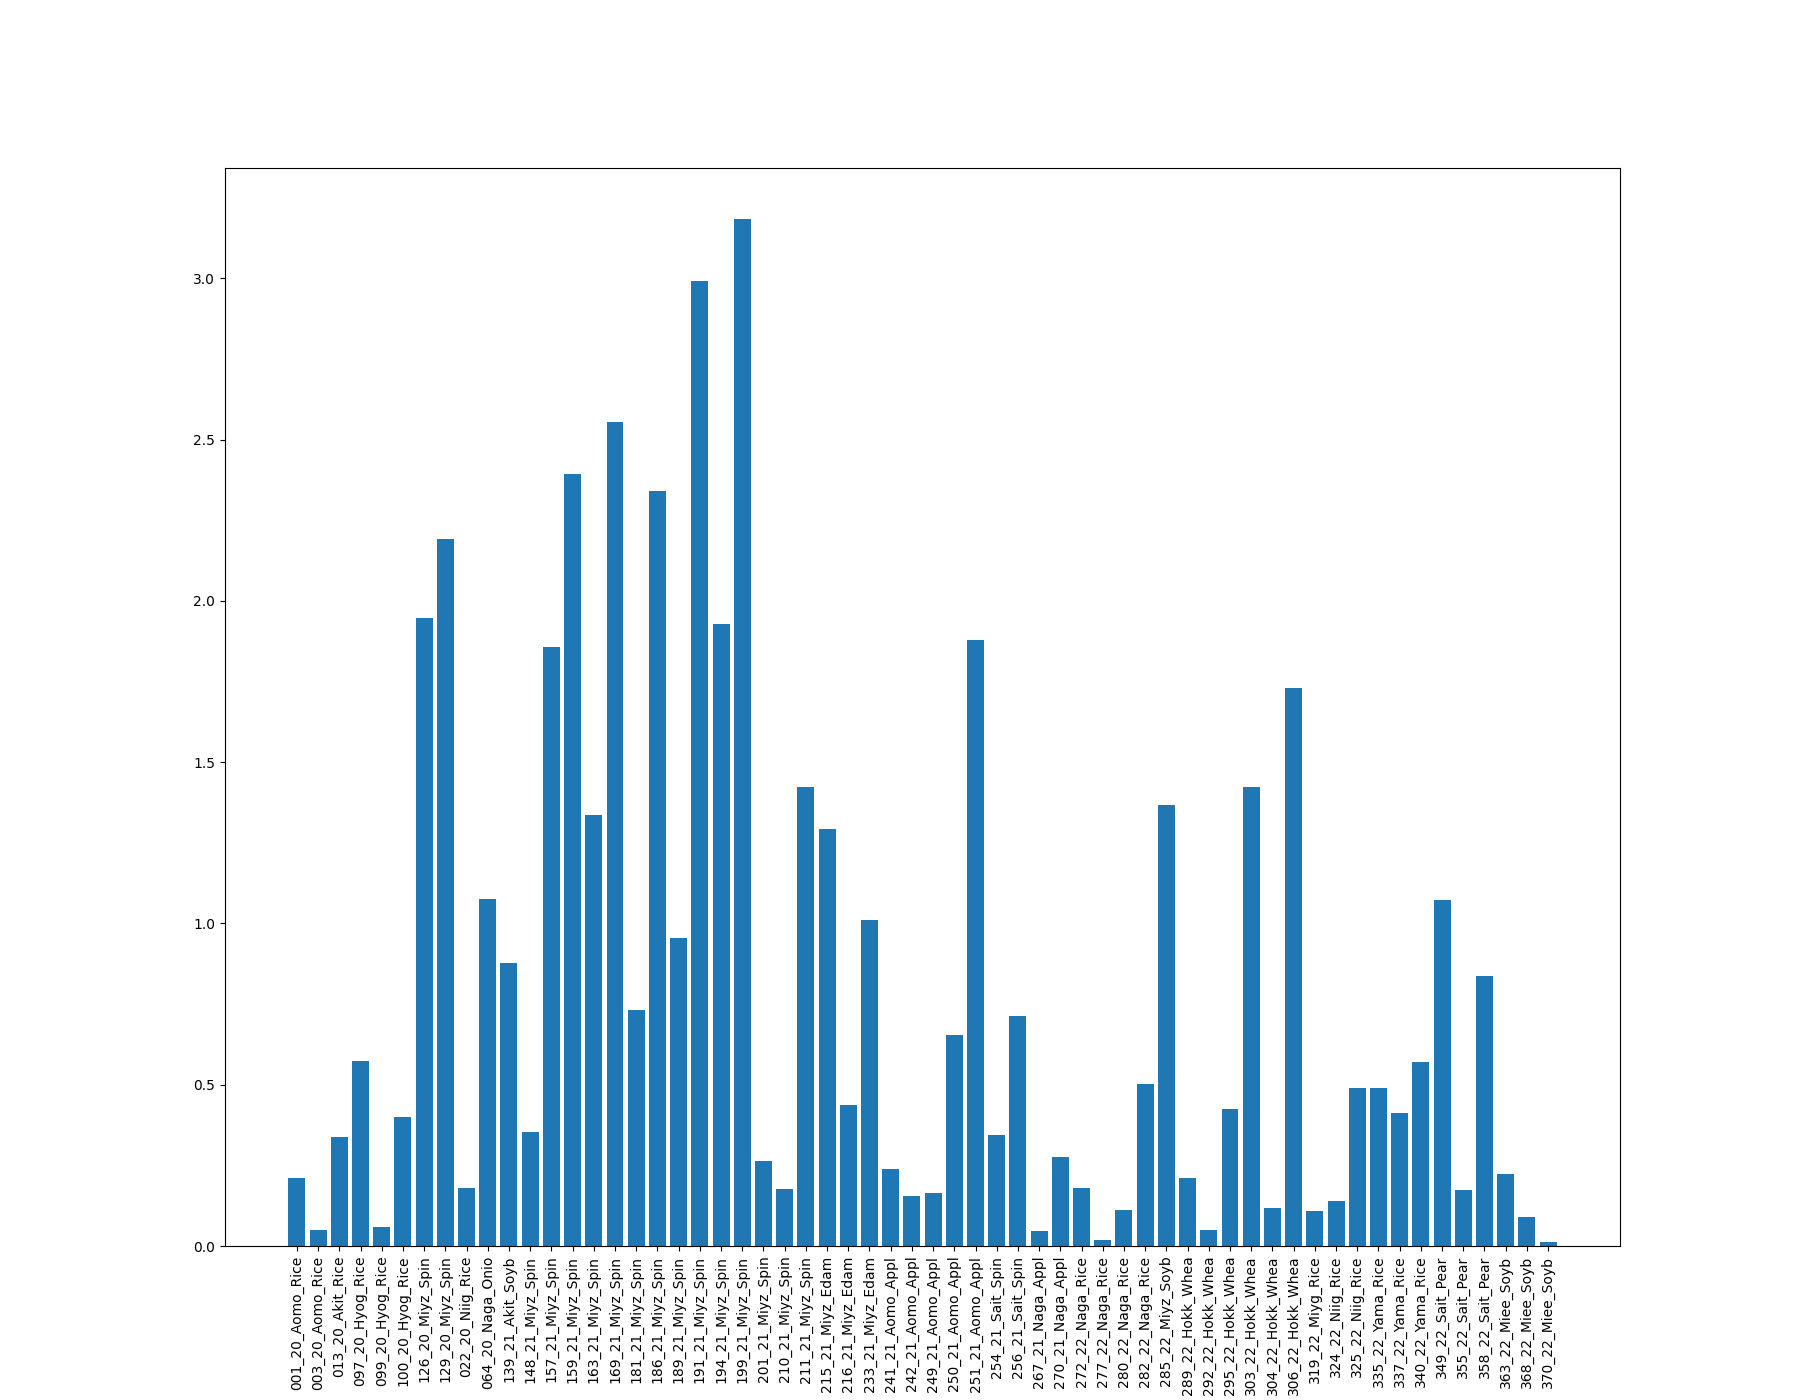 3.0
2.5
2.0
1.5
1.0
0.5
0.0
001_20_Aomo_Rice
003_20_Aomo_Rice
013_20_Akit_Rice
097_20_Hyog_Rice
099_20_Hyog_Rice
100_20_Hyog_Rice
126_20_Miyz_Spin
129_20_Miyz_Spin
022_20_Niig_Rice
064_20_Naga_Onio
139_21_Akit_Soyb
148_21_Miyz_Spin
157_21_Miyz_Spin
159_21_Miyz_Spin
163_21_Miyz_Spin
169_21_Miyz_Spin
181_21_Miyz_Spin
186_21_Miyz_Spin
189_21_Miyz_Spin
191_21_Miyz_Spin
194_21_Miyz_Spin
199_21_Miyz_Spin
201_21_Miyz_Spin
210_21_Miyz_Spin
211_21_Miyz_Spin
215_21_Miyz_Edam
216_21_Miyz_Edam
233_21_Miyz_Edam
241_21_Aomo_Appl
242_21_Aomo_Appl
249_21_Aomo_Appl
250_21_Aomo_Appl
251_21_Aomo_Appl
254_21_Sait_Spin
256_21_Sait_Spin
267_21_Naga_Appl
270_21_Naga_Appl
272_22_Naga_Rice
277_22_Naga_Rice
280_22_Naga_Rice
282_22_Naga_Rice
285_22_Miyz_Soyb
289_22_Hokk_Whea
292_22_Hokk_Whea
295_22_Hokk_Whea
303_22_Hokk_Whea
304_22_Hokk_Whea
306_22_Hokk_Whea
319_22_Miyg_Rice
324_22_Niig_Rice
325_22_Niig_Rice
335_22_Yama_Rice
337_22_Yama_Rice
340_22_Yama_Rice
349_22_Sait_Pear
355_22_Sait_Pear
358_22_Sait_Pear
363_22_Miee_Soyb
368_22_Miee_Soyb
370_22_Miee_Soyb